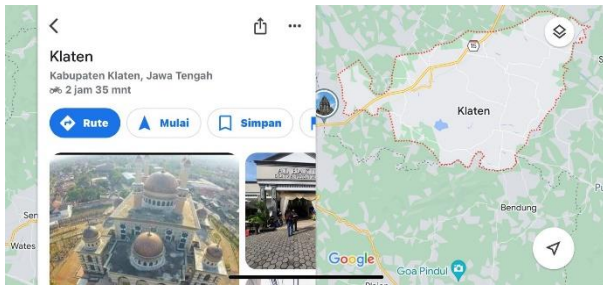 Klaten
Kabupaten Klaten, Jawa Tengah
2 jam 35 mnt
Rute
Mulai
Simpan
Wates
Klaten
Bendung
Google
Goa Pindul